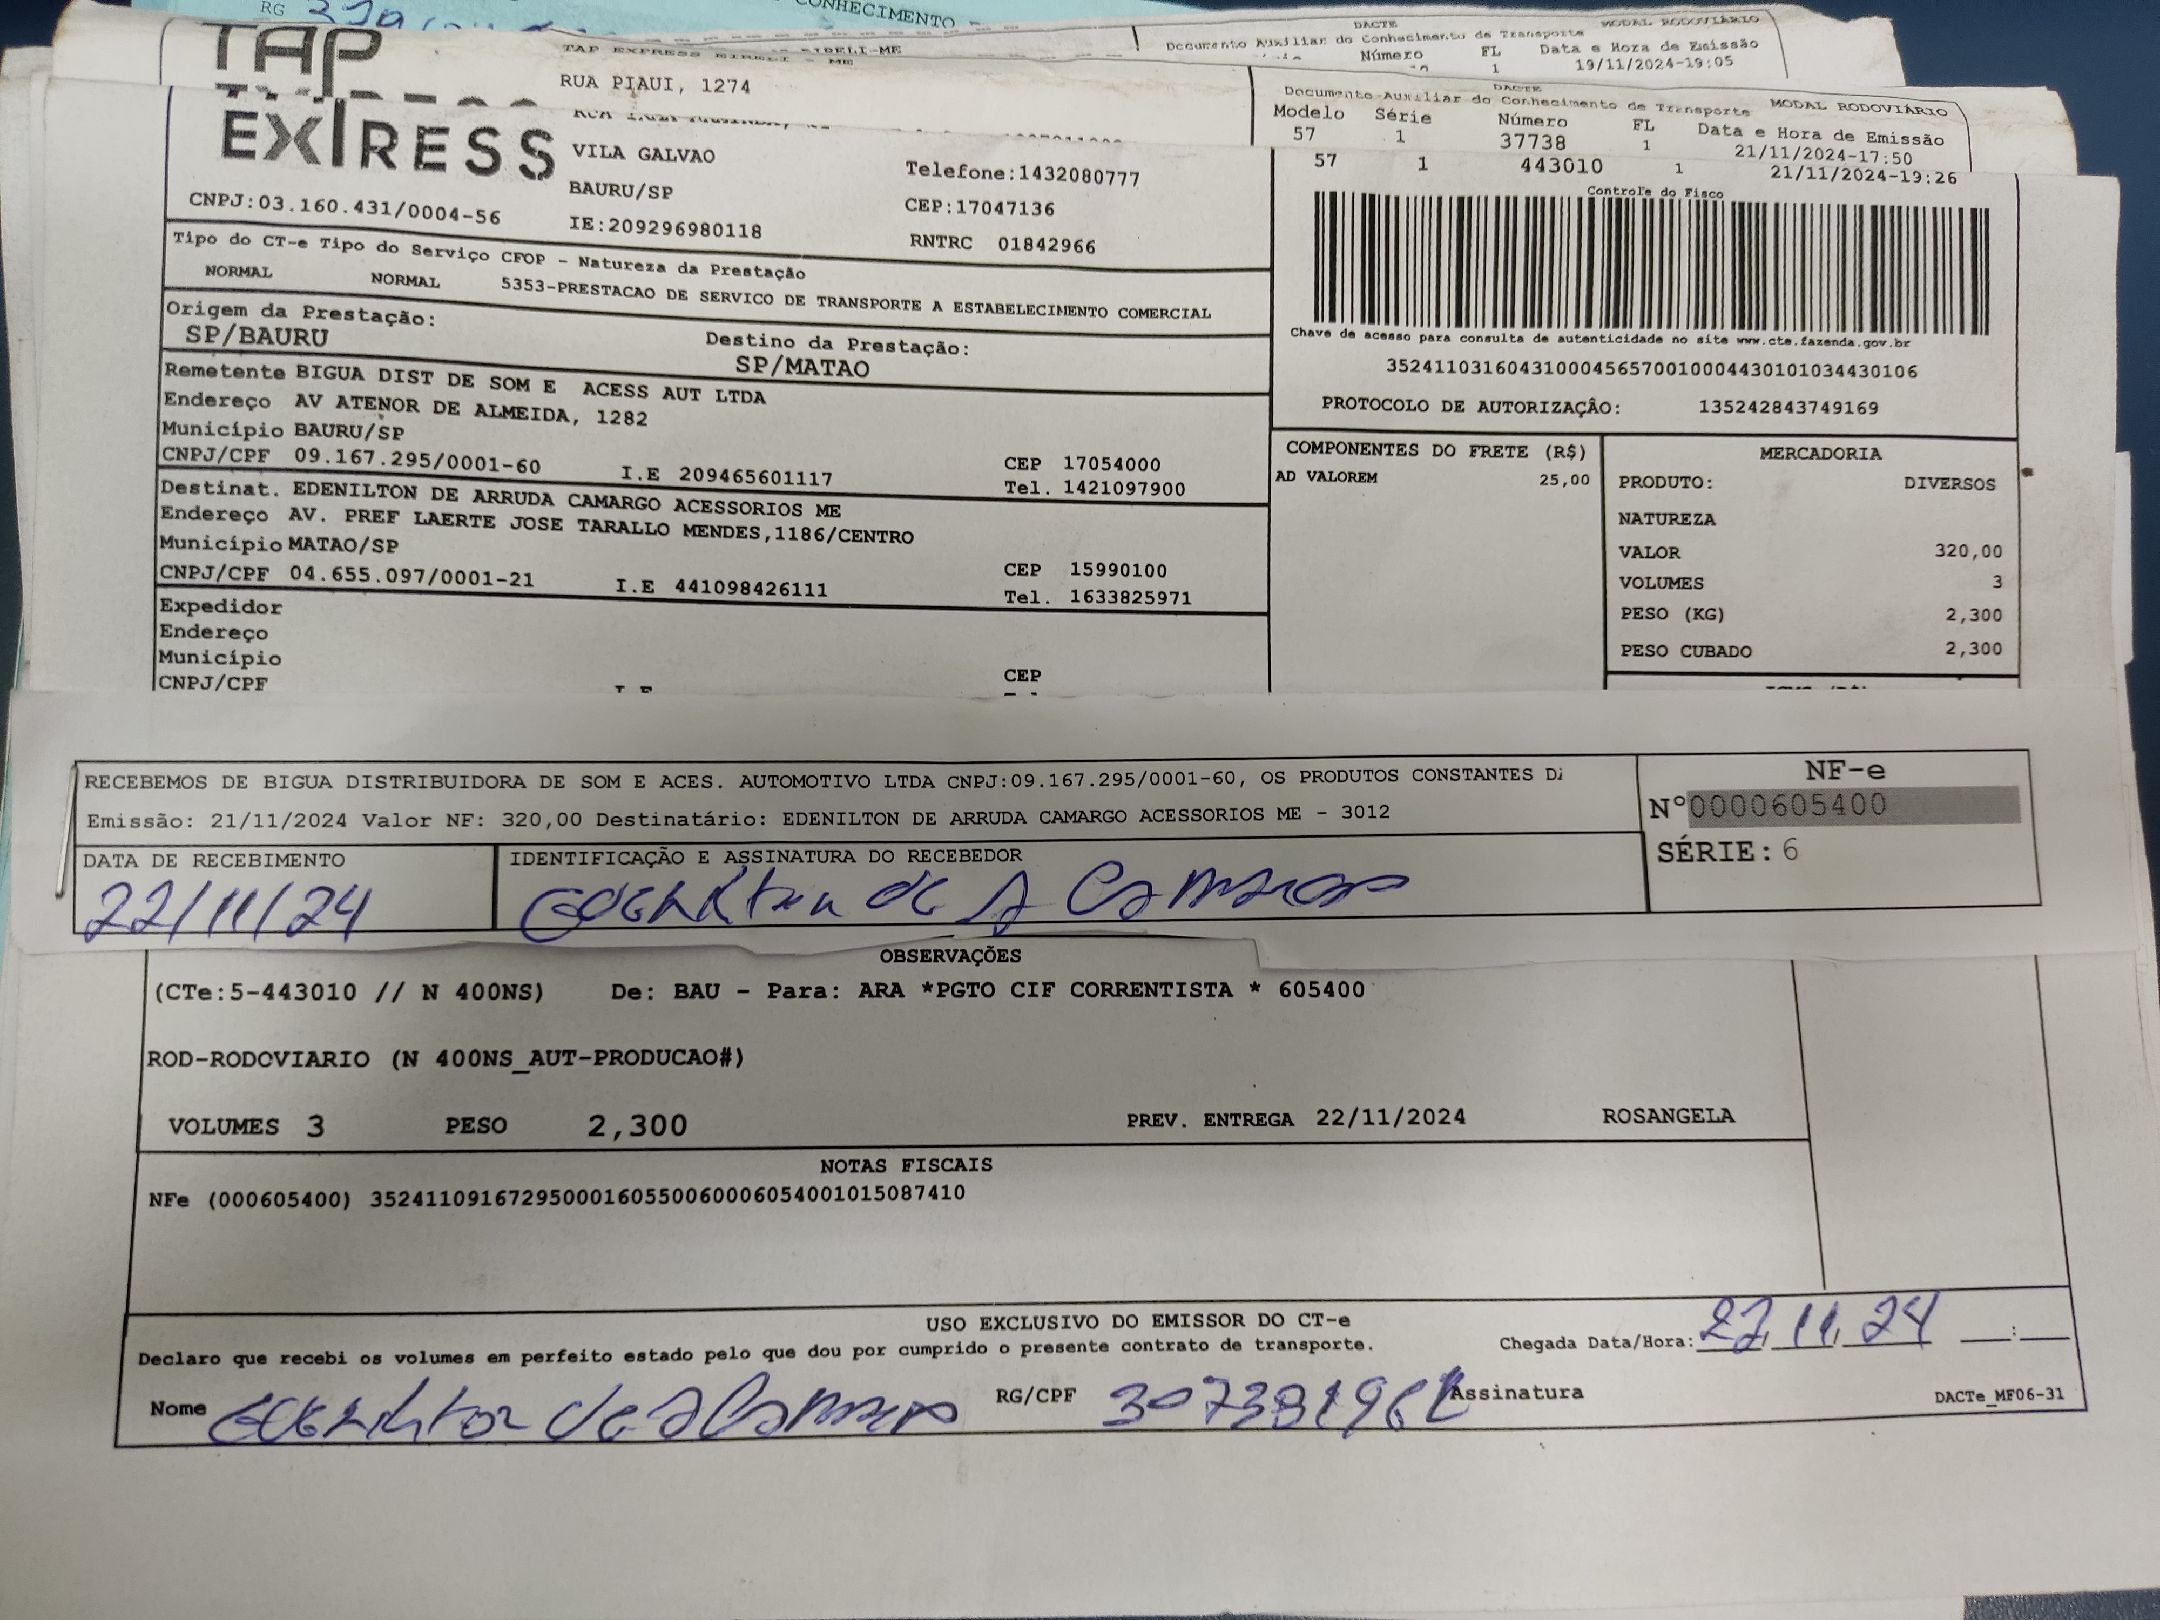 RG
CONHECIMENTO
DACTE
MODAL RODOVIÁRIO
Documento Auxiliar do Conhecimento de Transporte
Número FL Data e Hora de Emissão
1 19/11/2024-19:05
TAP EXPRESS EIRELI - ME
RUA PIAUI, 1274
DACTE
Documento Auxiliar do Conhecimento de Transporte MODAL RODOVIÁRIO
Modelo Série Número FL Data e Hora de Emissão
57 1 37738 1 21/11/2024-17:50
57 1 443010 1 21/11/2024-19:26
TAP
EXPRESS
VILA GALVAO Telefone:1432080777
BAURU/SP CEP:17047136
CNPJ:03.160.431/0004-56 IE:209296980118 RNTRC 01842966
Controle do Fisco
Chave de acesso para consulta de autenticidade no site www.cte.fazenda.gov.br
35241103160431000456570010004430101034430106
PROTOCOLO DE AUTORIZAÇÃO: 135242843749169
Tipo do CT-e Tipo do Serviço CFOP - Natureza da Prestação
NORMAL NORMAL 5353-PRESTACAO DE SERVICO DE TRANSPORTE A ESTABELECIMENTO COMERCIAL
Origem da Prestação: Destino da Prestação:
SP/BAURU SP/MATAO
Remetente BIGUA DIST DE SOM E ACESS AUT LTDA
Endereço AV ATENOR DE ALMEIDA, 1282
Município BAURU/SP CEP 17054000
CNPJ/CPF 09.167.295/0001-60 I.E 209465601117 Tel. 1421097900
Destinat. EDENILTON DE ARRUDA CAMARGO ACESSORIOS ME
Endereço AV. PREF LAERTE JOSE TARALLO MENDES,1186/CENTRO
Município MATAO/SP CEP 15990100
CNPJ/CPF 04.655.097/0001-21 I.E 441098426111 Tel. 1633825971
Expedidor
Endereço
Município CEP
CNPJ/CPF
COMPONENTES DO FRETE (R$)
AD VALOREM 25,00
MERCADORIA
PRODUTO: DIVERSOS
NATUREZA
VALOR 320,00
VOLUMES 3
PESO (KG) 2,300
PESO CUBADO 2,300
RECEBEMOS DE BIGUA DISTRIBUIDORA DE SOM E ACES. AUTOMOTIVO LTDA CNPJ:09.167.295/0001-60, OS PRODUTOS CONSTANTES
Emissão: 21/11/2024 Valor NF: 320,00 Destinatário: EDENILTON DE ARRUDA CAMARGO ACESSORIOS ME - 3012
NF-e
Nº0000605400
SÉRIE: 6
DATA DE RECEBIMENTO IDENTIFICAÇÃO E ASSINATURA DO RECEBEDOR
22/11/24 Edenilton de A Camargo
OBSERVAÇÕES
(CTe:5-443010 // N 400NS) De: BAU - Para: ARA *PGTO CIF CORRENTISTA * 605400
ROD-RODOVIARIO (N 400NS_AUT-PRODUCAO#)
VOLUMES 3 PESO 2,300 PREV. ENTREGA 22/11/2024 ROSANGELA
NOTAS FISCAIS
NFe (000605400) 35241109167295000160550060006054001015087410
USO EXCLUSIVO DO EMISSOR DO CT-e
Declaro que recebi os volumes em perfeito estado pelo que dou por cumprido o presente contrato de transporte. Chegada Data/Hora: 22 11 24 :
Nome Edenilton de A Camargo RG/CPF Assinatura DACTe_MF06-31